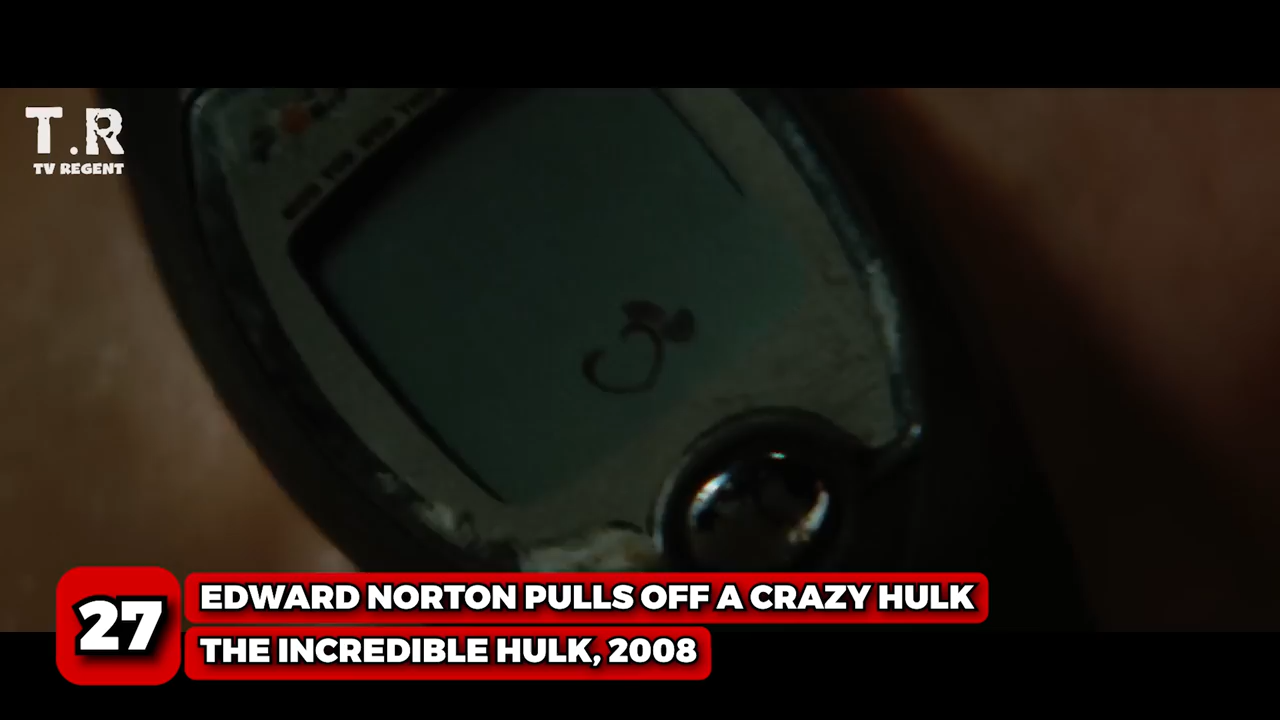 T.R
TV REGENT
27
EDWARD NORTON PULLS OFF A CRAZY HULK
THE INCREDIBLE HULK, 2008